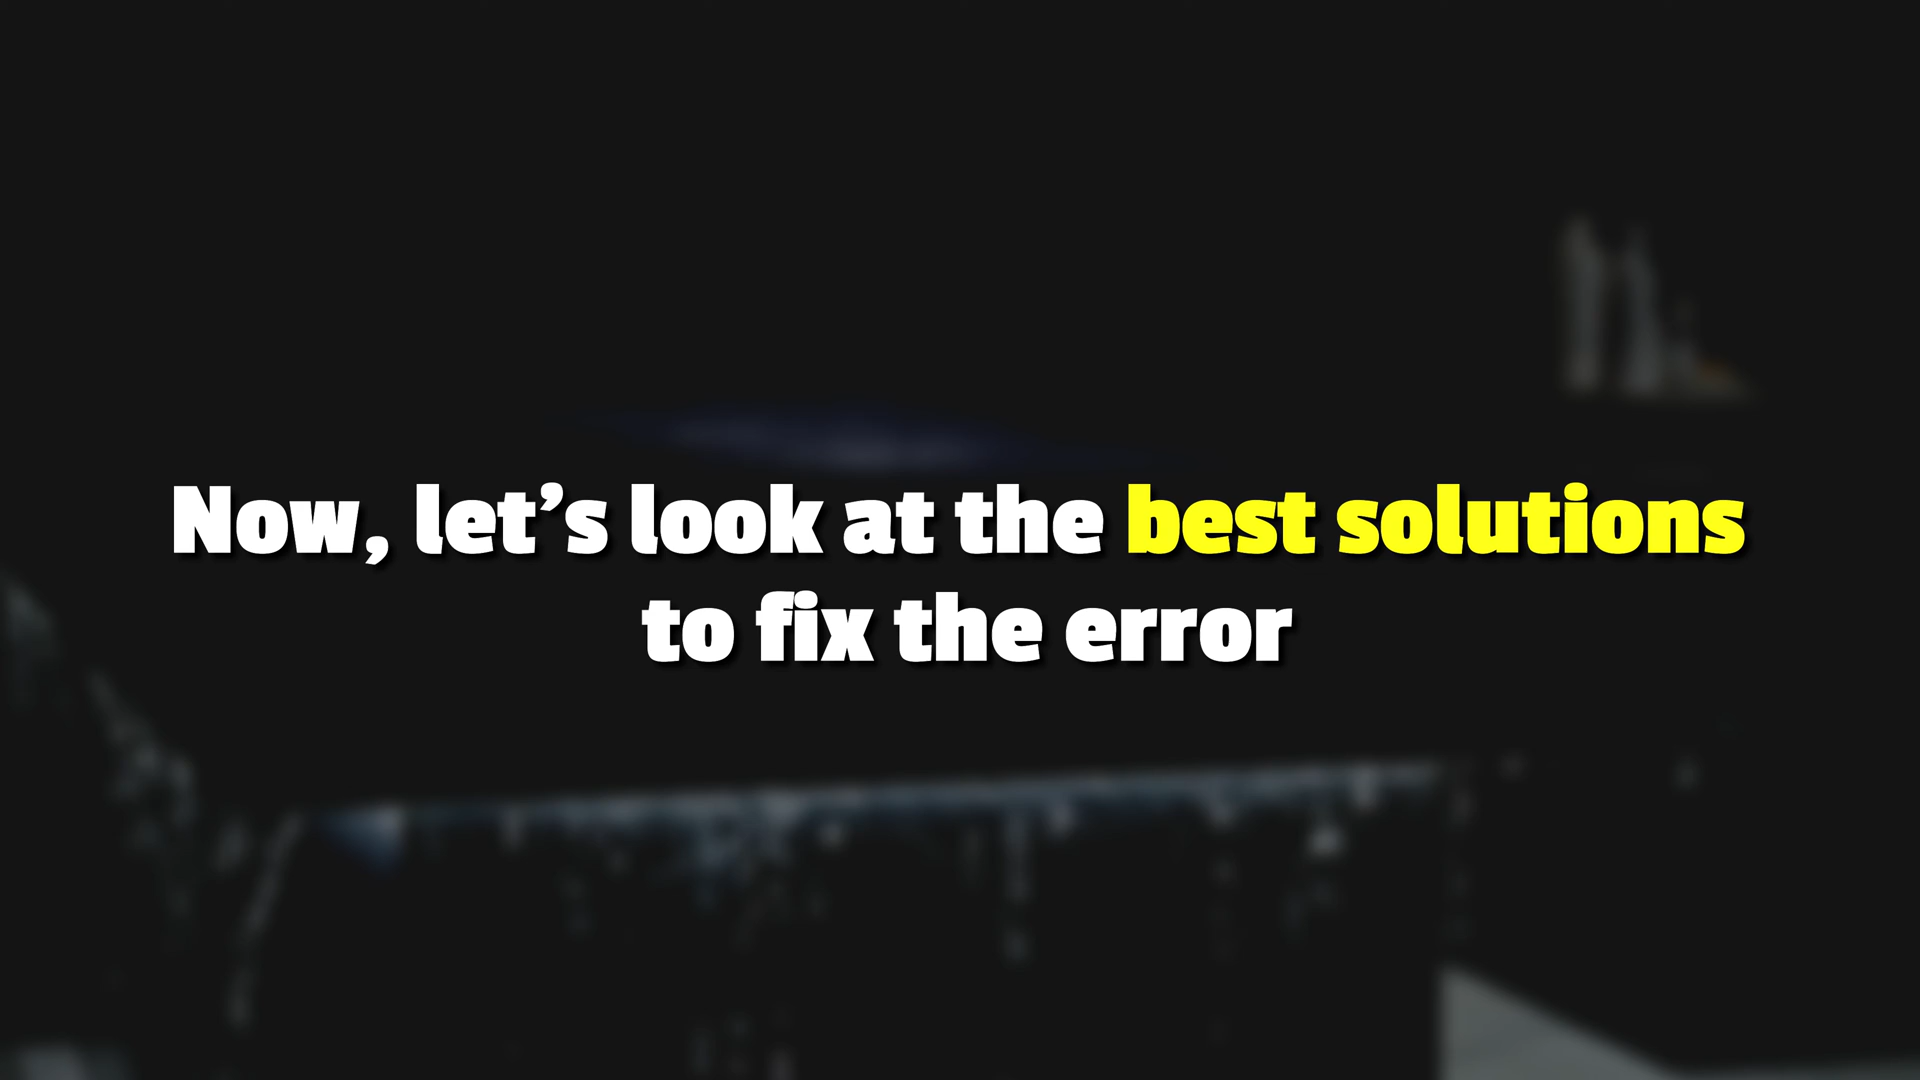 Now, let’s look at the best solutions
to fix the error